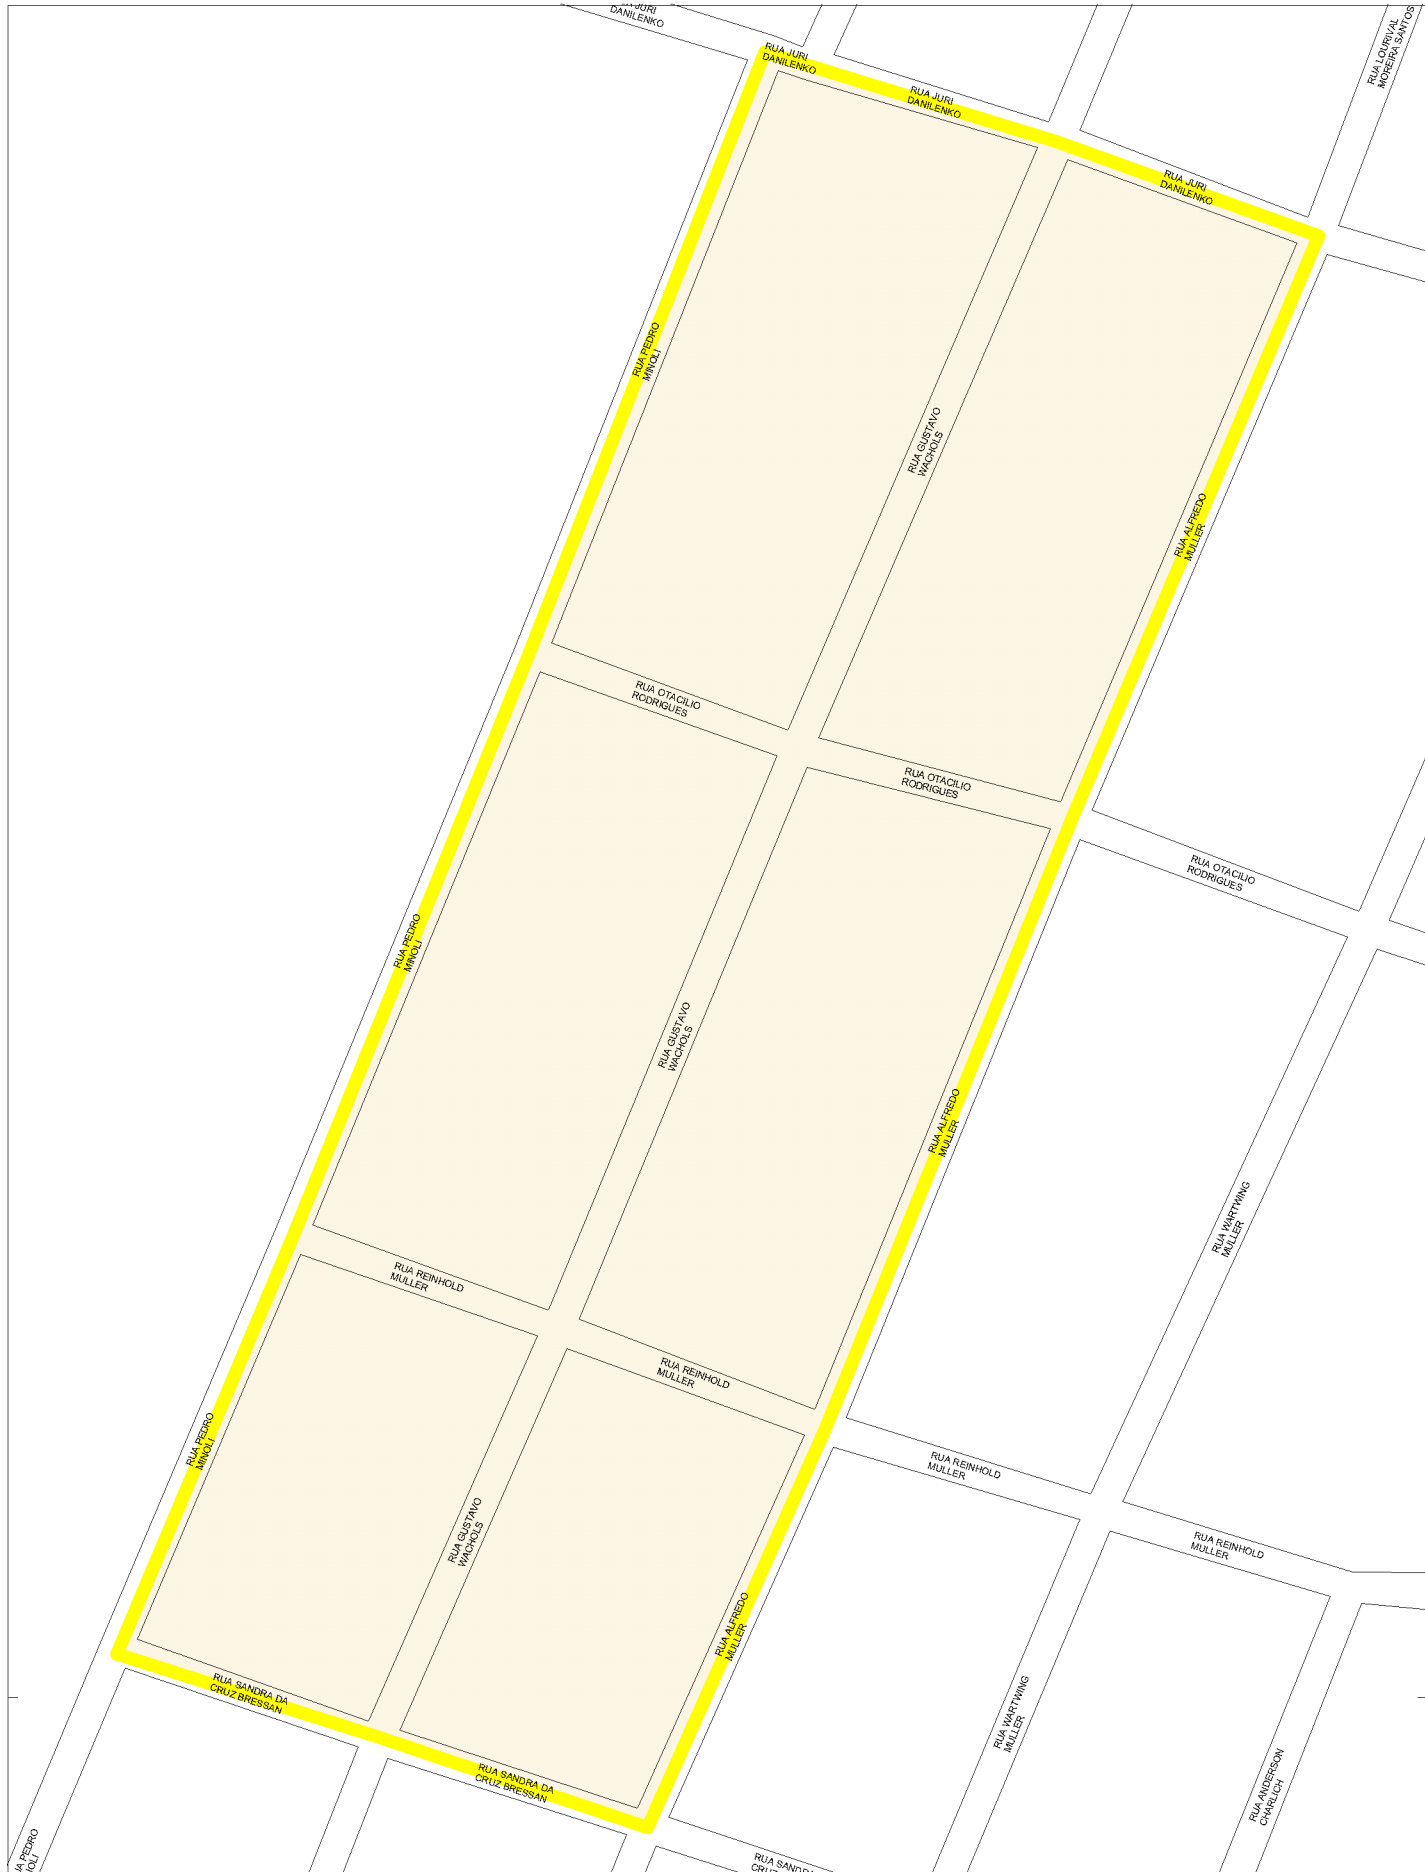 RUA JURI
DANILENKO
RUA JURI
DANILENKO
RUA JURI
DANILENKO
RUA JURI
DANILENKO
RUA LOURIVAL
MOREIRA SANTOS
RUA PEDRO
MINOLI
RUA GUSTAVO
WACHOLS
RUA ALFREDO
MULLER
RUA OTACILIO
RODRIGUES
RUA OTACILIO
RODRIGUES
RUA OTACILIO
RODRIGUES
RUA PEDRO
MINOLI
RUA GUSTAVO
WACHOLS
RUA ALFREDO
MULLER
RUA WARTWING
MULLER
RUA REINHOLD
MULLER
RUA REINHOLD
MULLER
RUA REINHOLD
MULLER
RUA REINHOLD
MULLER
RUA PEDRO
MINOLI
RUA GUSTAVO
WACHOLS
RUA ALFREDO
MULLER
RUA WARTWING
MULLER
RUA SANDRA DA
CRUZ BRESSAN
RUA SANDRA DA
CRUZ BRESSAN
RUA ANDERSON
CHARLICH
PEDRO
RUA